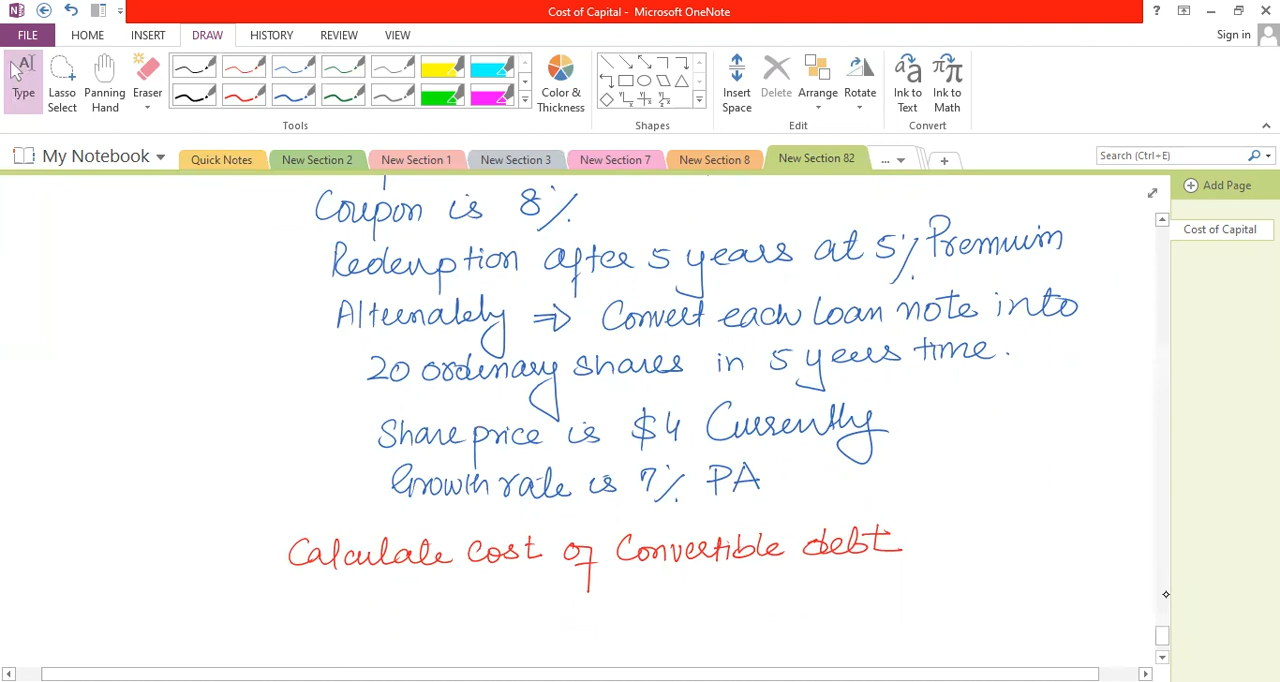 Cost of Capital - Microsoft OneNote
FILE HOME INSERT DRAW HISTORY REVIEW VIEW Sign in
Type
Lasso Select
Panning Hand
Eraser
Color & Thickness
Insert Space
Delete
Arrange
Rotate
Ink to Text
Ink to Math
Tools Shapes Edit Convert
My Notebook Quick Notes New Section 2 New Section 1 New Section 3 New Section 7 New Section 8 New Section 82 ... Search (Ctrl+E)
Add Page
Cost of Capital
Coupon is 8%
Redenption after 5 years at 5% Premuim
Alternately ⇒ Convert each loan note into
20 ordinary shares in 5 years time.
Share price is $4 Currently
Growth rate is 7% PA
Calculate Cost of Convertible debt